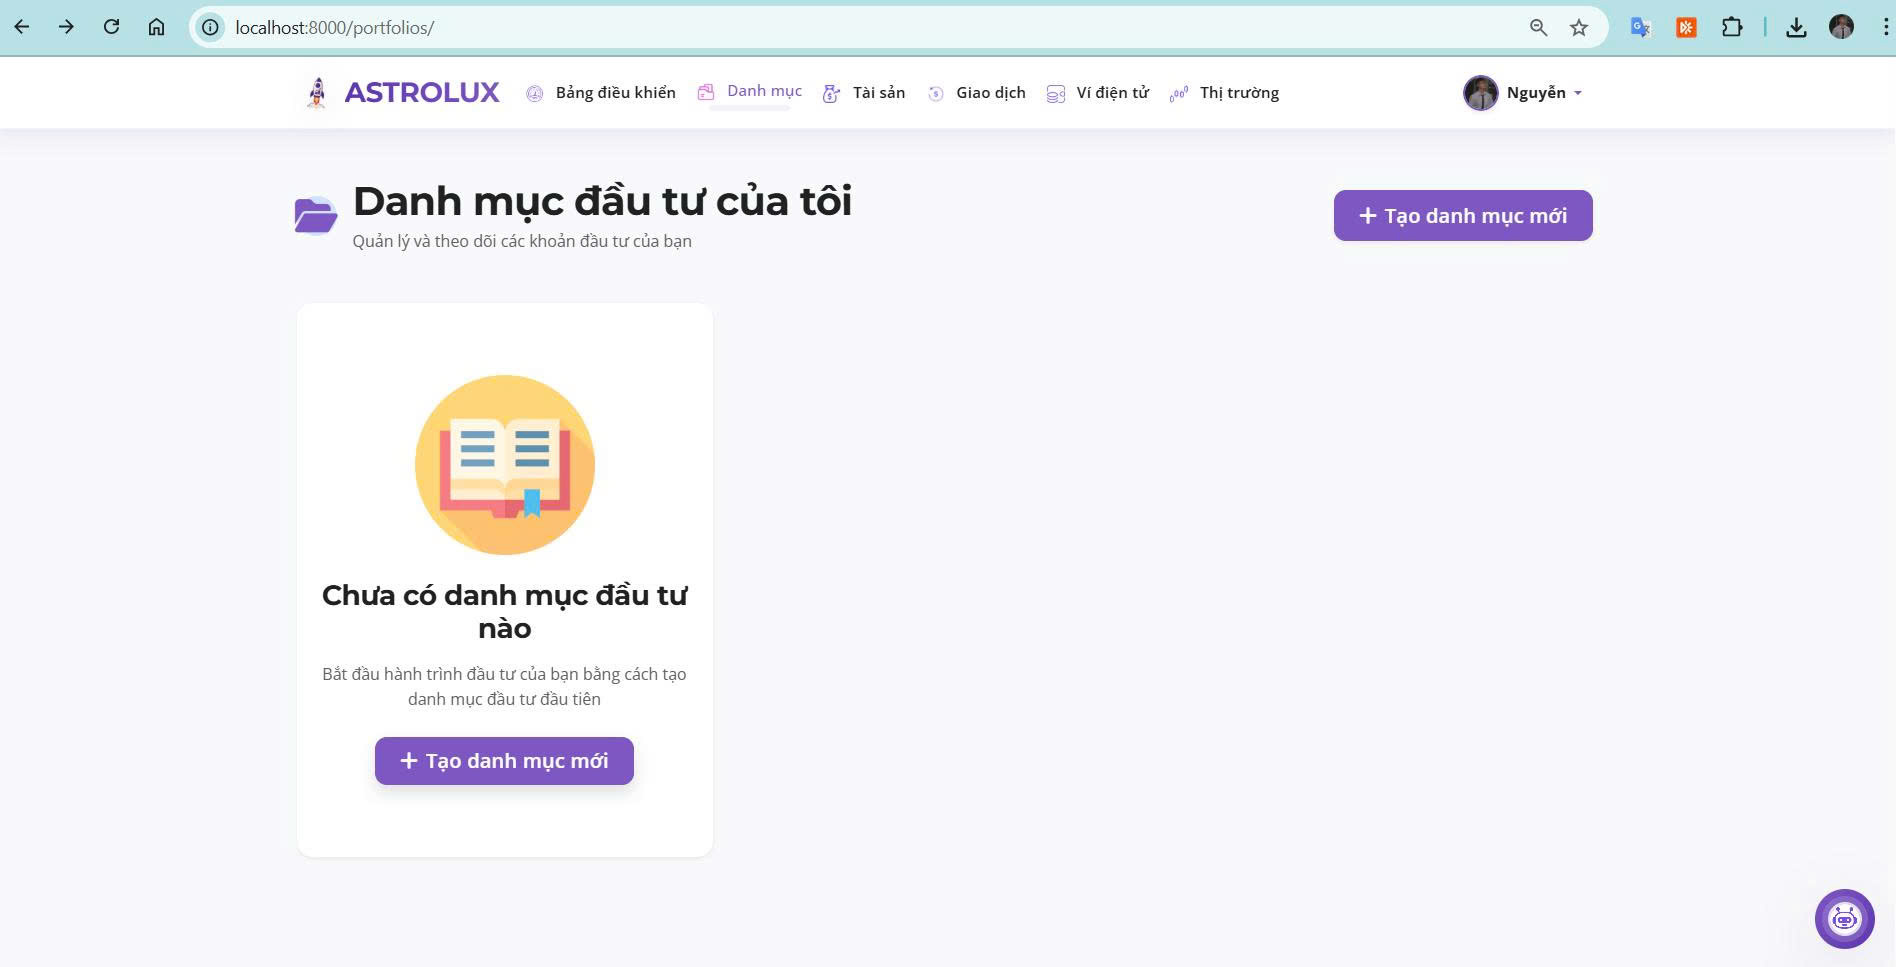 localhost:8000/portfolios/
ASTROLUX Bảng điều khiển Danh mục Tài sản Giao dịch Ví điện tử Thị trường Nguyễn
Danh mục đầu tư của tôi
Quản lý và theo dõi các khoản đầu tư của bạn
+ Tạo danh mục mới
Chưa có danh mục đầu tư
nào
Bắt đầu hành trình đầu tư của bạn bằng cách tạo
danh mục đầu tư đầu tiên
+ Tạo danh mục mới